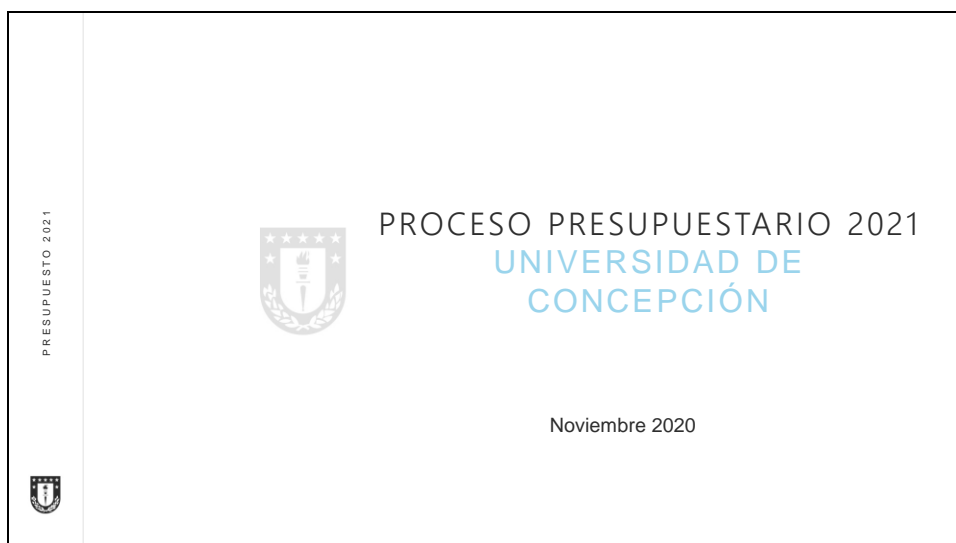 PRESUPUESTO 2021
PROCESO PRESUPUESTARIO 2021
UNIVERSIDAD DE
CONCEPCIÓN
Noviembre 2020